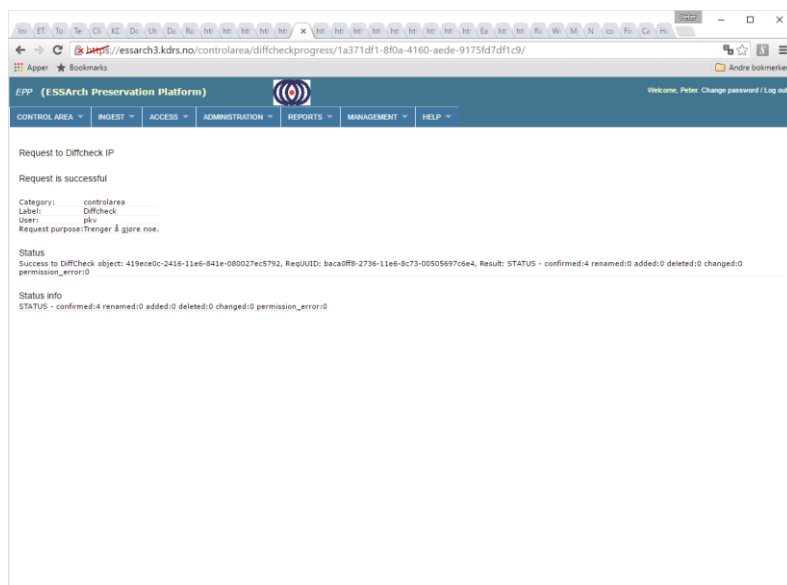 Peter
https://essarch3.kdrs.no/controlarea/diffcheckprogress/1a371df1-8f0a-4160-aede-9175fd7df1c9/
Apper Bookmarks Andre bokmerker
EPP (ESSArch Preservation Platform)
Welcome, Peter. Change password / Log out
CONTROL AREA INGEST ACCESS ADMINISTRATION REPORTS MANAGEMENT HELP
Request to Diffcheck IP
Request is successful
Category: controlarea
Label: Diffcheck
User: pkv
Request purpose:Trenger å gjøre noe.
Status
Success to DiffCheck object: 419ece0c-2416-11e6-841e-080027ec5792, ReqUUID: baca0ff8-2736-11e6-8c73-00505697c6e4, Result: STATUS - confirmed:4 renamed:0 added:0 deleted:0 changed:0
permission_error:0
Status info
STATUS - confirmed:4 renamed:0 added:0 deleted:0 changed:0 permission_error:0